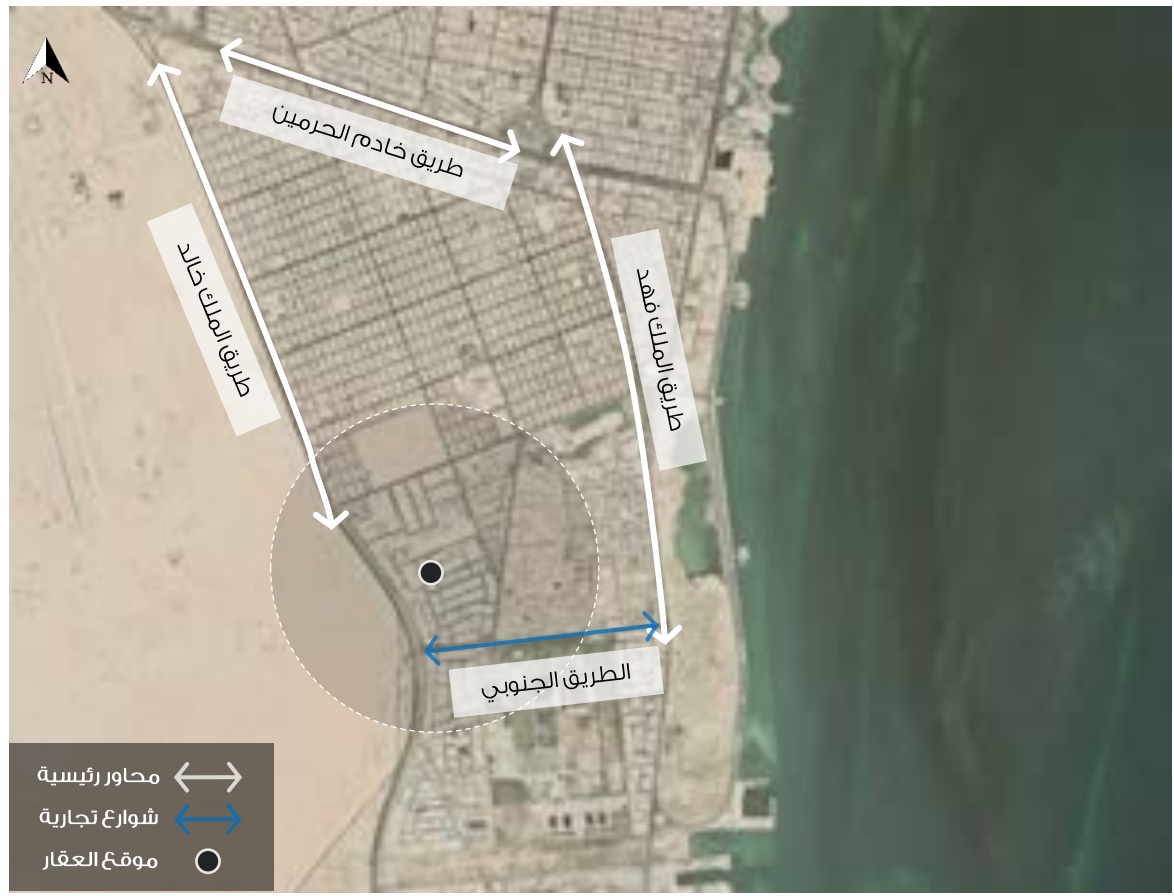 N
طريق خادم الحرمين
طريق الملك خالد
طريق الملك فهد
الطريق الجنوبي
محاور رئيسية
شوارع تجارية
موقع العقار